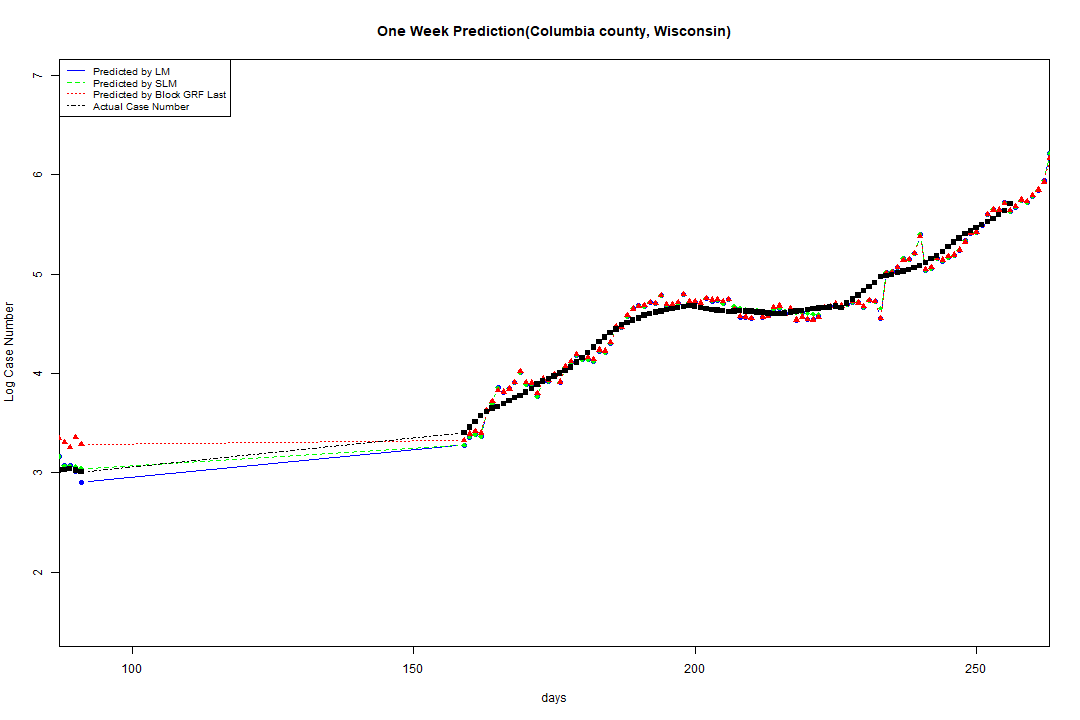 One Week Prediction(Columbia county, Wisconsin)
Predicted by LM
Predicted by SLM
Predicted by Block GRF Last
Actual Case Number
7
6
5
4
3
2
Log Case Number
100
150
200
250
days